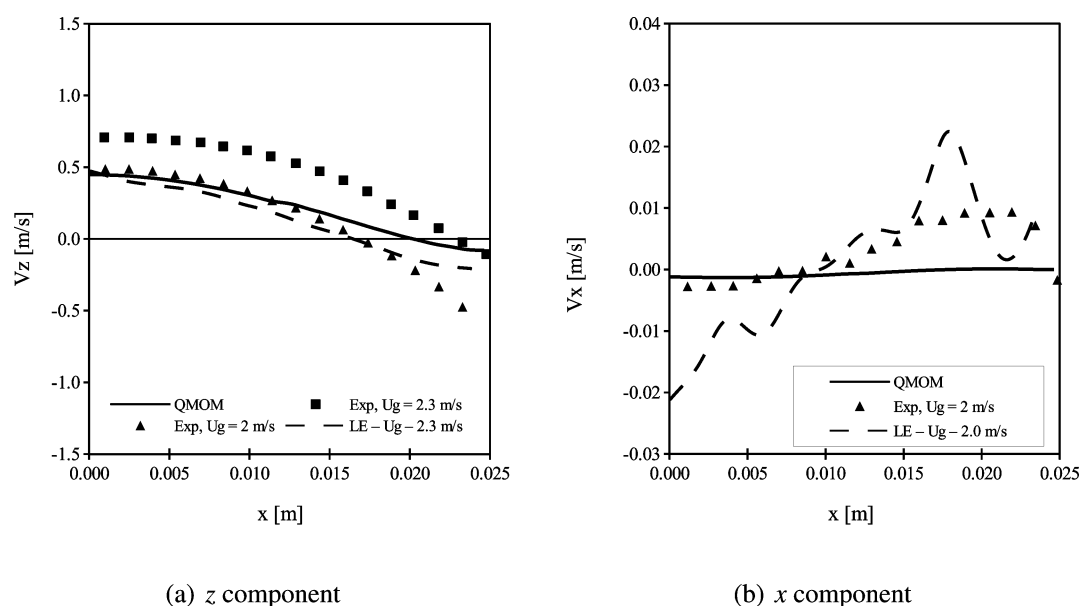 1.5
1.0
0.5
0.0
-0.5
-1.0
-1.5
Vz [m/s]
QMOM
Exp, Ug = 2.3 m/s
Exp, Ug = 2 m/s
LE – Ug – 2.3 m/s
0.000 0.005 0.010 0.015 0.020 0.025
x [m]
(a) z component
0.04
0.03
0.02
0.01
0.00
-0.01
-0.02
-0.03
Vx [m/s]
QMOM
Exp, Ug = 2 m/s
LE – Ug – 2.0 m/s
0.000 0.005 0.010 0.015 0.020 0.025
x [m]
(b) x component